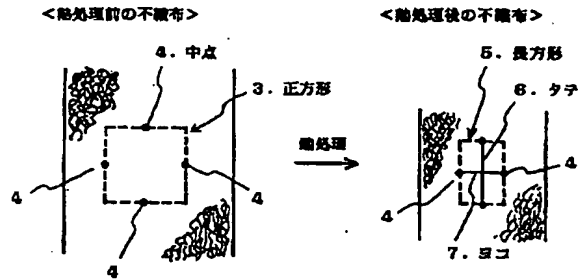 <熱処理前の不織布>
<熱処理後の不織布>
4．中点
3．正方形
5．長方形
6．タテ
熱処理
4
4
4
4
4
7．ヨコ